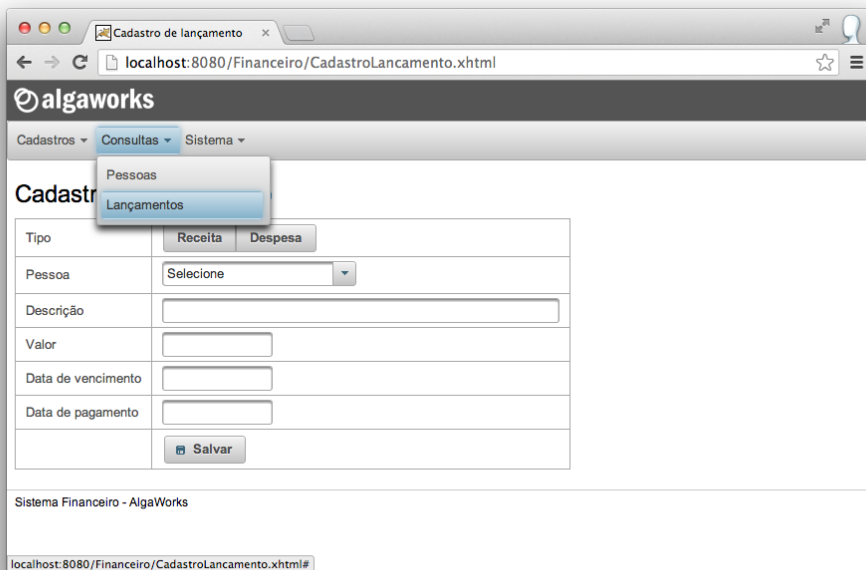 Cadastro de lançamento
localhost:8080/Financeiro/CadastroLancamento.xhtml
algaworks
Cadastros Consultas Sistema
Pessoas
Lançamentos
Tipo Receita Despesa
Pessoa Selecione
Descrição
Valor
Data de vencimento
Data de pagamento
Salvar
Sistema Financeiro - AlgaWorks
localhost:8080/Financeiro/CadastroLancamento.xhtml#